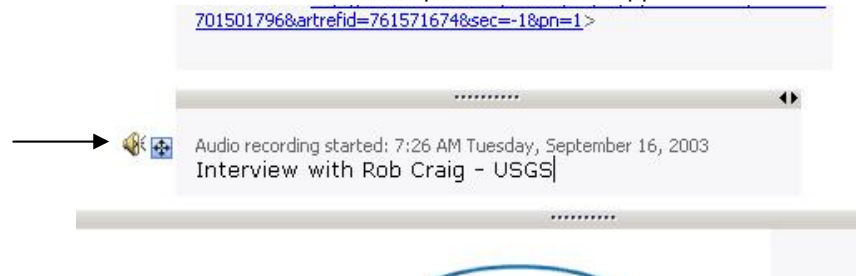 701501796&artrefid=761571674&sec=-1&pn=1>
Audio recording started: 7:26 AM Tuesday, September 16, 2003
Interview with Rob Craig - USGS